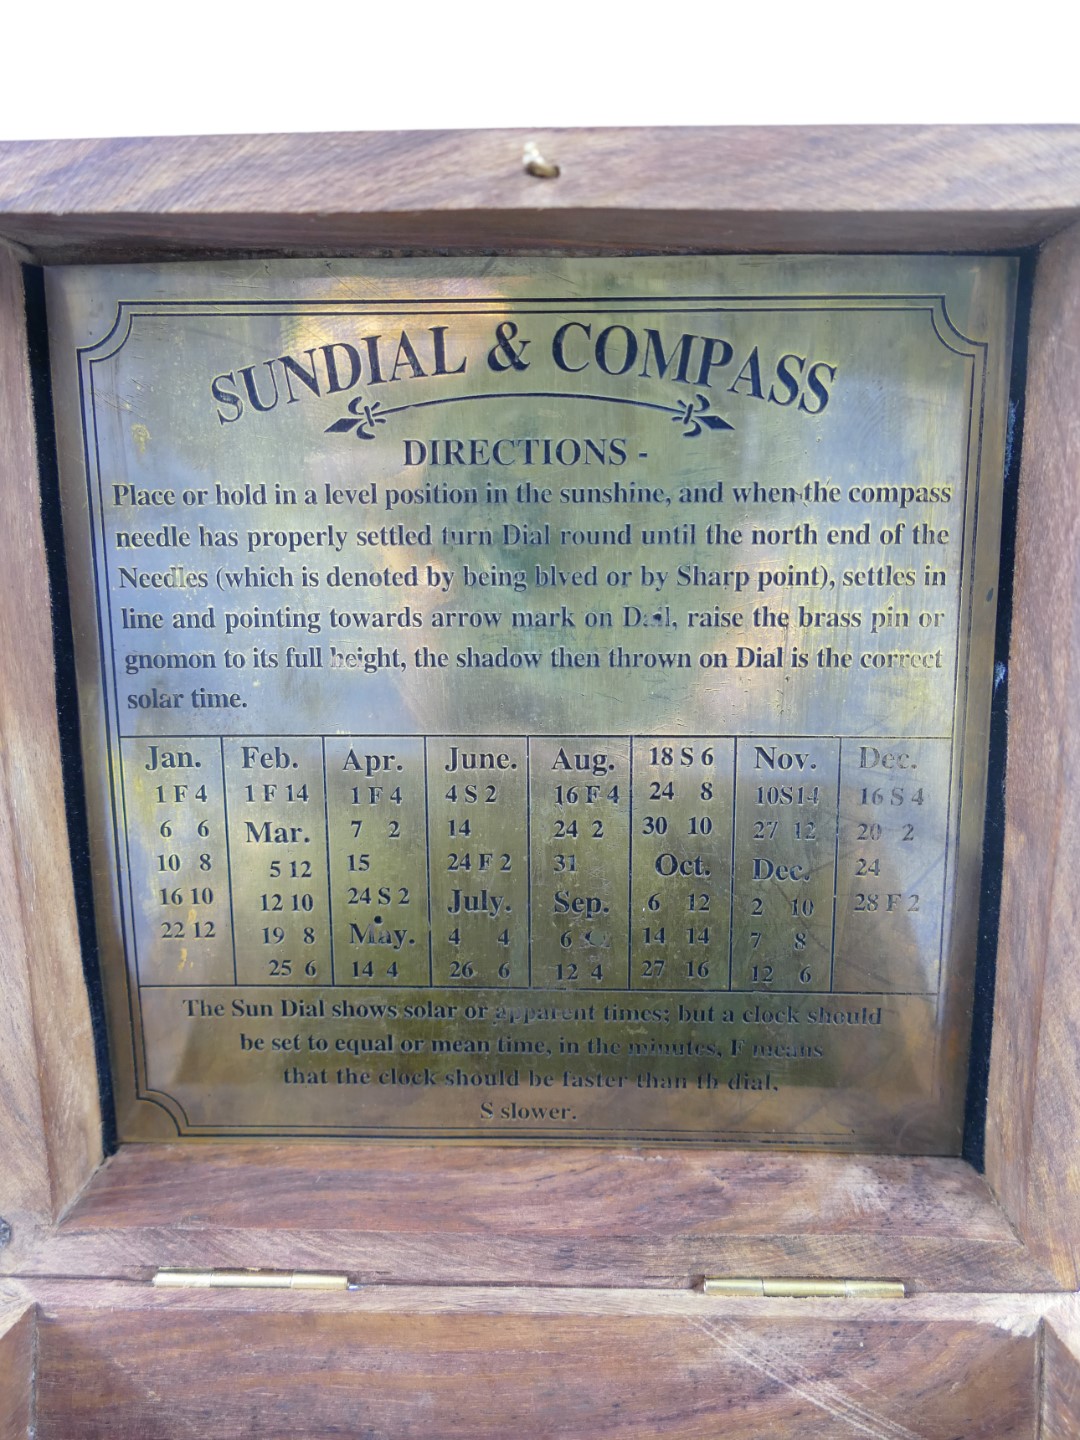 SUNDIAL & COMPASS
DIRECTIONS -
Place or hold in a level position in the sunshine, and when the compass
needle has properly settled turn Dial round until the north end of the
Needles (which is denoted by being blved or by Sharp point), settles in
line and pointing towards arrow mark on Dial, raise the brass pin or
gnomon to its full height, the shadow then thrown on Dial is the correct
solar time.
Jan.
1 F 4
6 6
10 8
16 10
22 12
Feb.
1 F 14
Mar.
5 12
12 10
19 8
25 6
Apr.
1 F 4
7 2
15
24 S 2
May.
14 4
June.
4 S 2
14
24 F 2
July.
4 4
26 6
Aug.
16 F 4
24 2
31
Sep.
6
12 4
18 S 6
24 8
30 10
Oct.
6 12
14 14
27 16
Nov.
10 S 14
27 12
Dec.
2 10
7 8
12 6
Dec.
16 S 4
20 2
24
28 F 2
The Sun Dial shows solar or apparent times; but a clock should
be set to equal or mean time, in the minutes, F means
that the clock should be faster than th dial,
S slower.